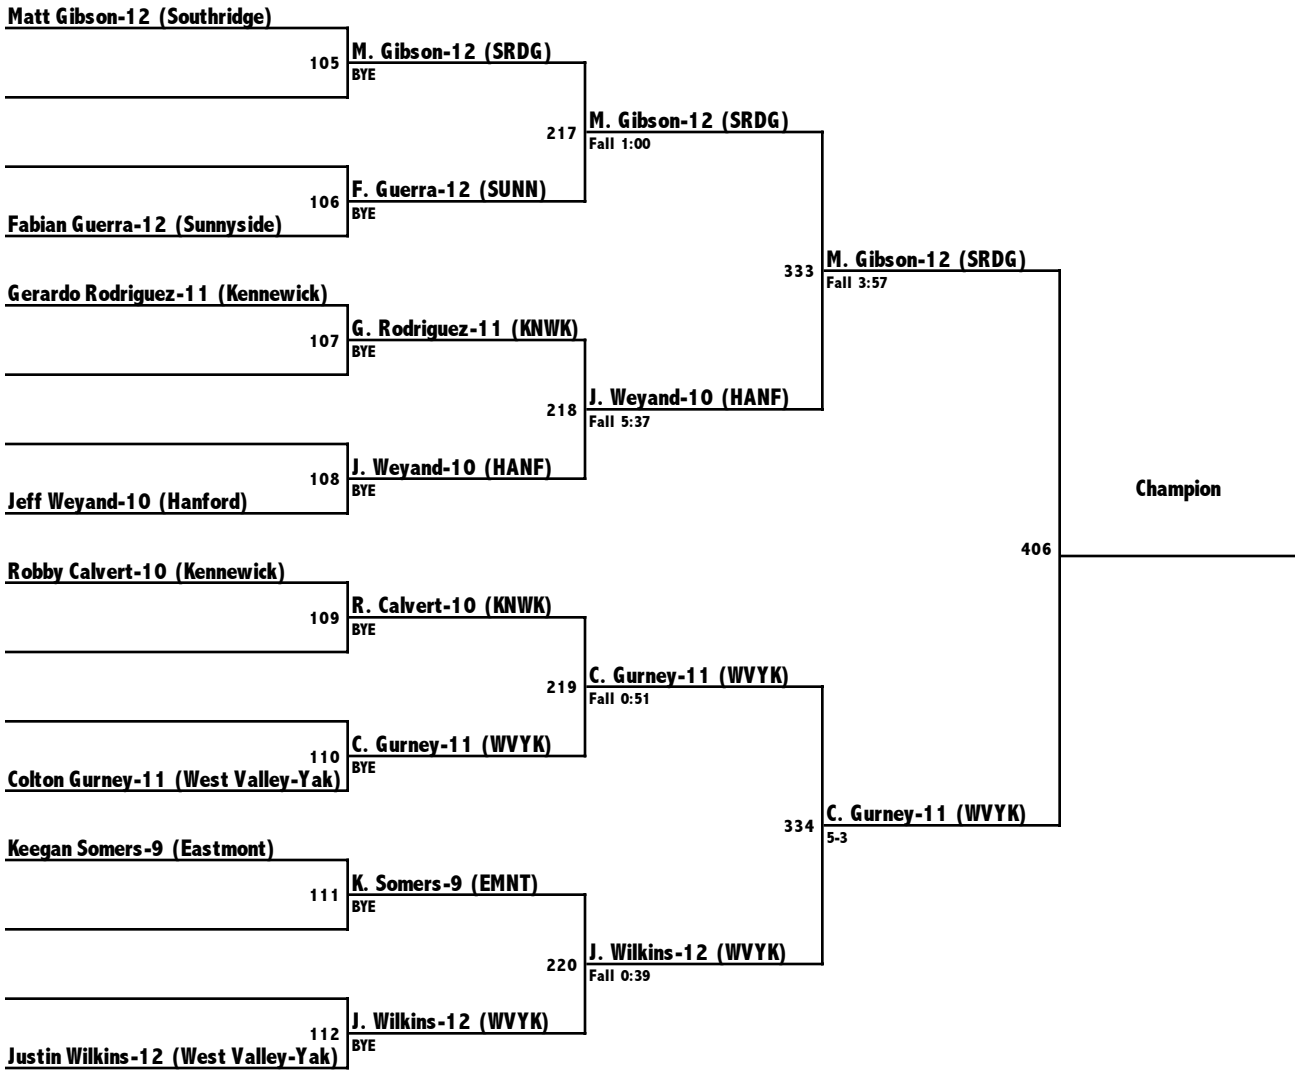 Matt Gibson-12 (Southridge)
105
M. Gibson-12 (SRDG)
BYE
217
M. Gibson-12 (SRDG)
Fall 1:00
106
F. Guerra-12 (SUNN)
BYE
Fabian Guerra-12 (Sunnyside)
333
M. Gibson-12 (SRDG)
Fall 3:57
Gerardo Rodriguez-11 (Kennewick)
107
G. Rodriguez-11 (KNWK)
BYE
218
J. Weyand-10 (HANF)
Fall 5:37
108
J. Weyand-10 (HANF)
BYE
Jeff Weyand-10 (Hanford)
Champion
406
Robby Calvert-10 (Kennewick)
109
R. Calvert-10 (KNWK)
BYE
219
C. Gurney-11 (WVYK)
Fall 0:51
110
C. Gurney-11 (WVYK)
BYE
Colton Gurney-11 (West Valley-Yak)
334
C. Gurney-11 (WVYK)
5-3
Keegan Somers-9 (Eastmont)
111
K. Somers-9 (EMNT)
BYE
220
J. Wilkins-12 (WVYK)
Fall 0:39
112
J. Wilkins-12 (WVYK)
BYE
Justin Wilkins-12 (West Valley-Yak)